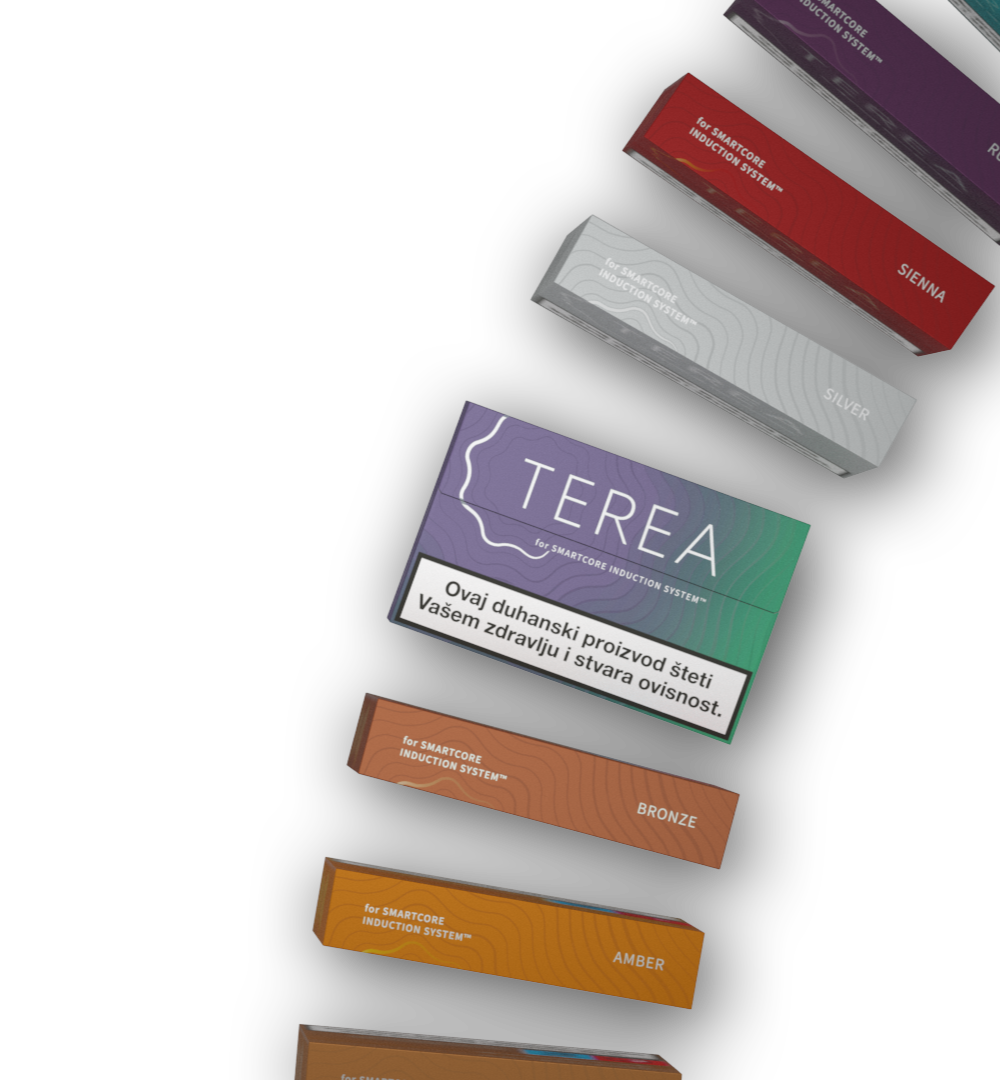 SMARTCORE
INDUCTION SYSTEM™
for SMARTCORE
INDUCTION SYSTEM™
SIENNA
for SMARTCORE
INDUCTION SYSTEM™
SILVER
TEREA
for SMARTCORE INDUCTION SYSTEM™
Ovaj duhanski proizvod šteti
Vašem zdravlju i stvara ovisnost.
for SMARTCORE
INDUCTION SYSTEM™
BRONZE
for SMARTCORE
INDUCTION SYSTEM™
AMBER
for SMARTCORE